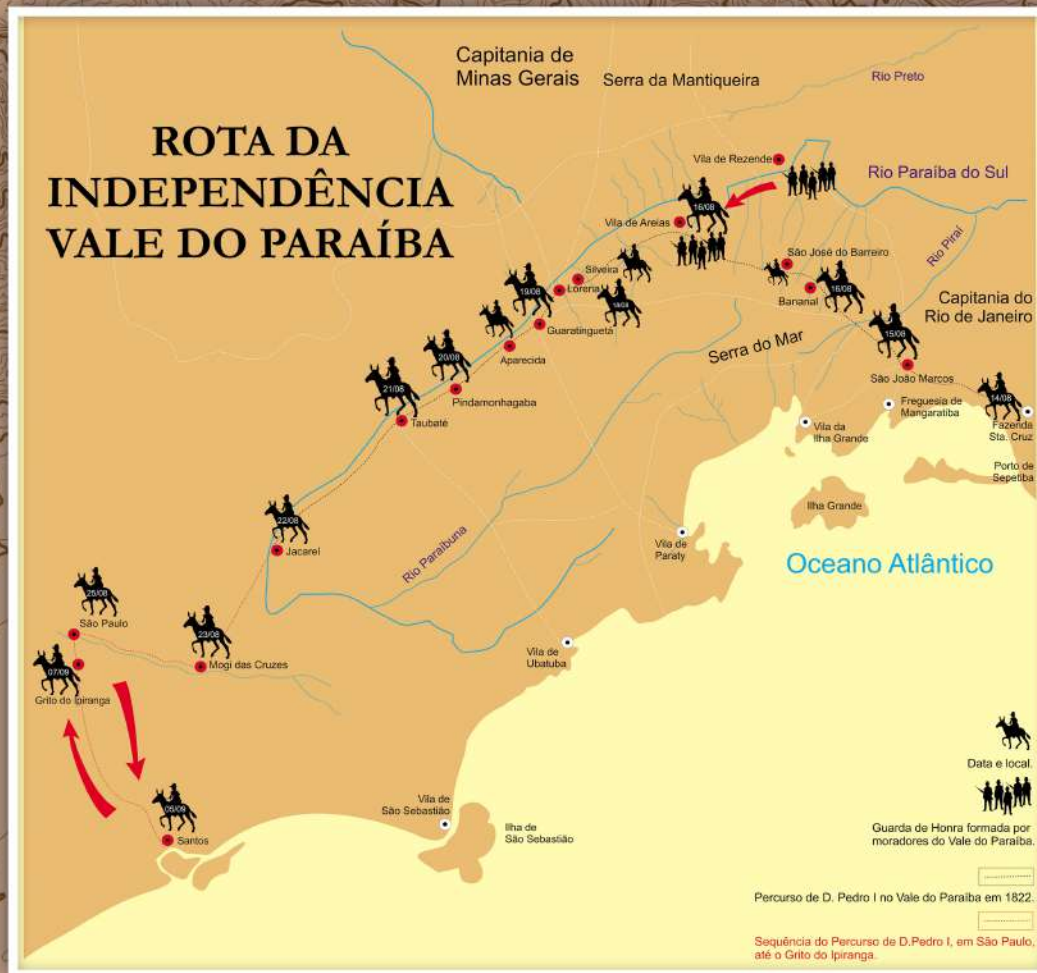 Capitania de
Minas Gerais
Serra da Mantiqueira
Rio Preto
ROTA DA
INDEPENDÊNCIA
VALE DO PARAÍBA
Vila de Rezende
Rio Paraíba do Sul
16/08
Vila de Areias
Rio Piraí
São José do Barreiro
Silveira
19/08
Lorena
18/08
Bananal
16/08
Capitania do
Rio de Janeiro
Guaratinguetá
15/08
Serra do Mar
20/08
Aparecida
São João Marcos
21/08
Pindamonhagaba
14/08
Freguesia de
Mangaratiba
Taubaté
Vila da
Ilha Grande
Fazenda
Sta. Cruz
Porto de
Sepetiba
Ilha Grande
22/08
Jacareí
Rio Paraíbuna
Vila de
Paraty
Oceano Atlântico
25/08
São Paulo
23/08
Mogi das Cruzes
Vila de
Ubatuba
07/09
Grito do Ipiranga
05/09
Santos
Vila de
São Sebastião
Ilha de
São Sebastião
Data e local.
Guarda de Honra formada por
moradores do Vale do Paraíba.
Percurso de D. Pedro I no Vale do Paraíba em 1822.
Sequência do Percurso de D.Pedro I, em São Paulo,
até o Grito do Ipiranga.